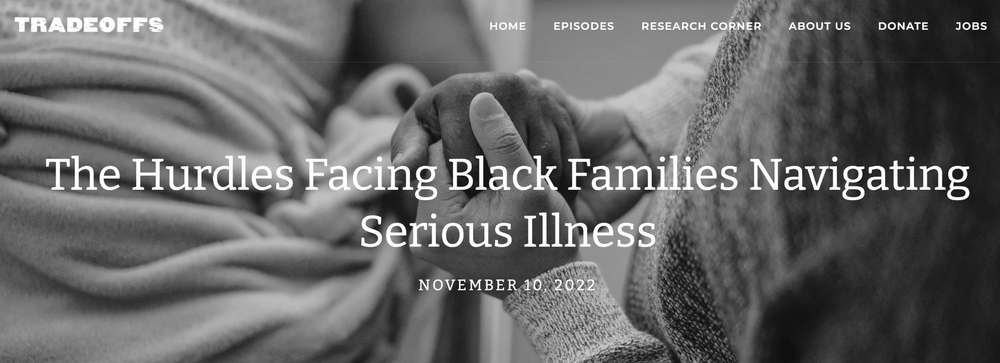 TRADEOFFS
HOME EPISODES RESEARCH CORNER ABOUT US DONATE JOBS
The Hurdles Facing Black Families Navigating
Serious Illness
NOVEMBER 10, 2022